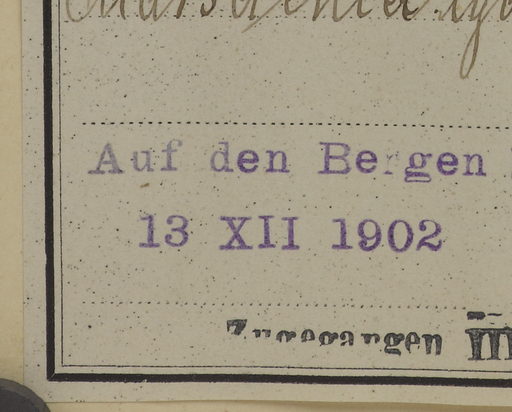 Auf den Bergen
13 XII 1902
Zugegangen